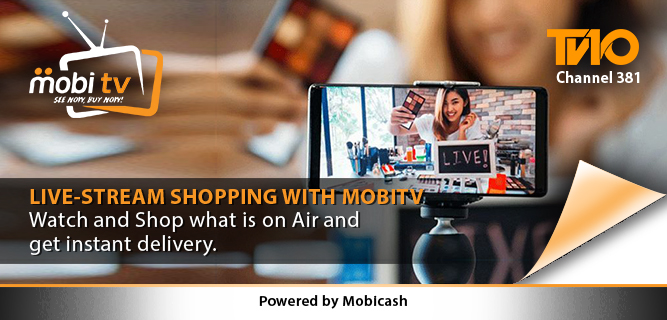 mobi tv
SEE NOW, BUY NOW!
TV10
Channel 381
LIVE!
LIVE-STREAM SHOPPING WITH MOBITV
Watch and Shop what is on Air and
get instant delivery.
Powered by Mobicash